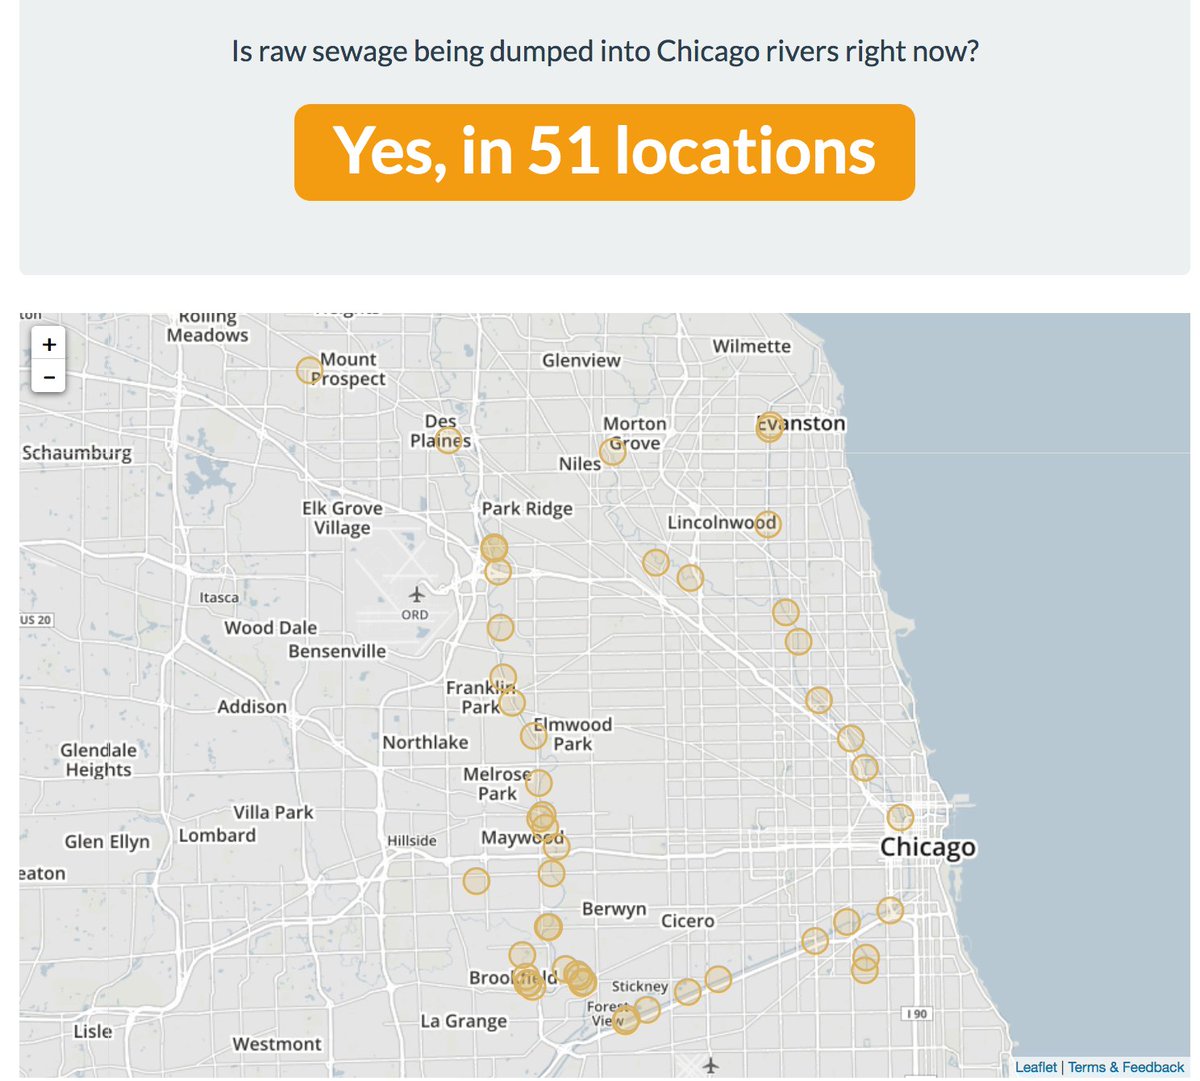 Is raw sewage being dumped into Chicago rivers right now?
Yes, in 51 locations
Rolling
Meadows
+
-
Mount
Prospect
Glenview
Wilmette
Des
Plaines
Morton
Grove
Evanston
Schaumburg
Niles
Elk Grove
Village
Park Ridge
Lincolnwood
Itasca
ORD
US 20
Wood Dale
Bensenville
Franklin
Park
Addison
Elmwood
Park
Northlake
Glendale
Heights
Melrose
Park
Villa Park
Lombard
Glen Ellyn
Hillside
Maywood
Chicago
eaton
Berwyn
Cicero
Brookfield
Stickney
Forest
View
La Grange
I 90
Lisle
Westmont
Leaflet | Terms & Feedback